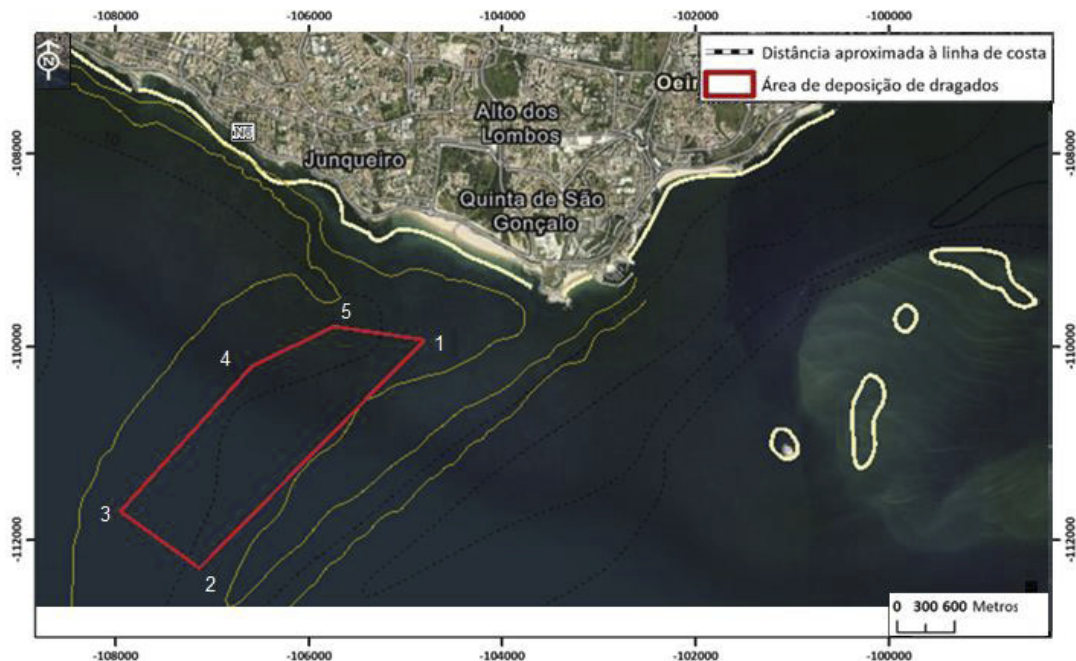 -108000 -106000 -104000 -102000 -100000
N
Distância aproximada à linha de costa
Área de deposição de dragados
Oeir
Alto dos
Lombos
N6
Junqueiro
Quinta de São
Gonçalo
-108000 -108000
5
1
4
-110000 -110000
3
2
-112000 -112000
0 300 600 Metros
-108000 -106000 -104000 -102000 -100000